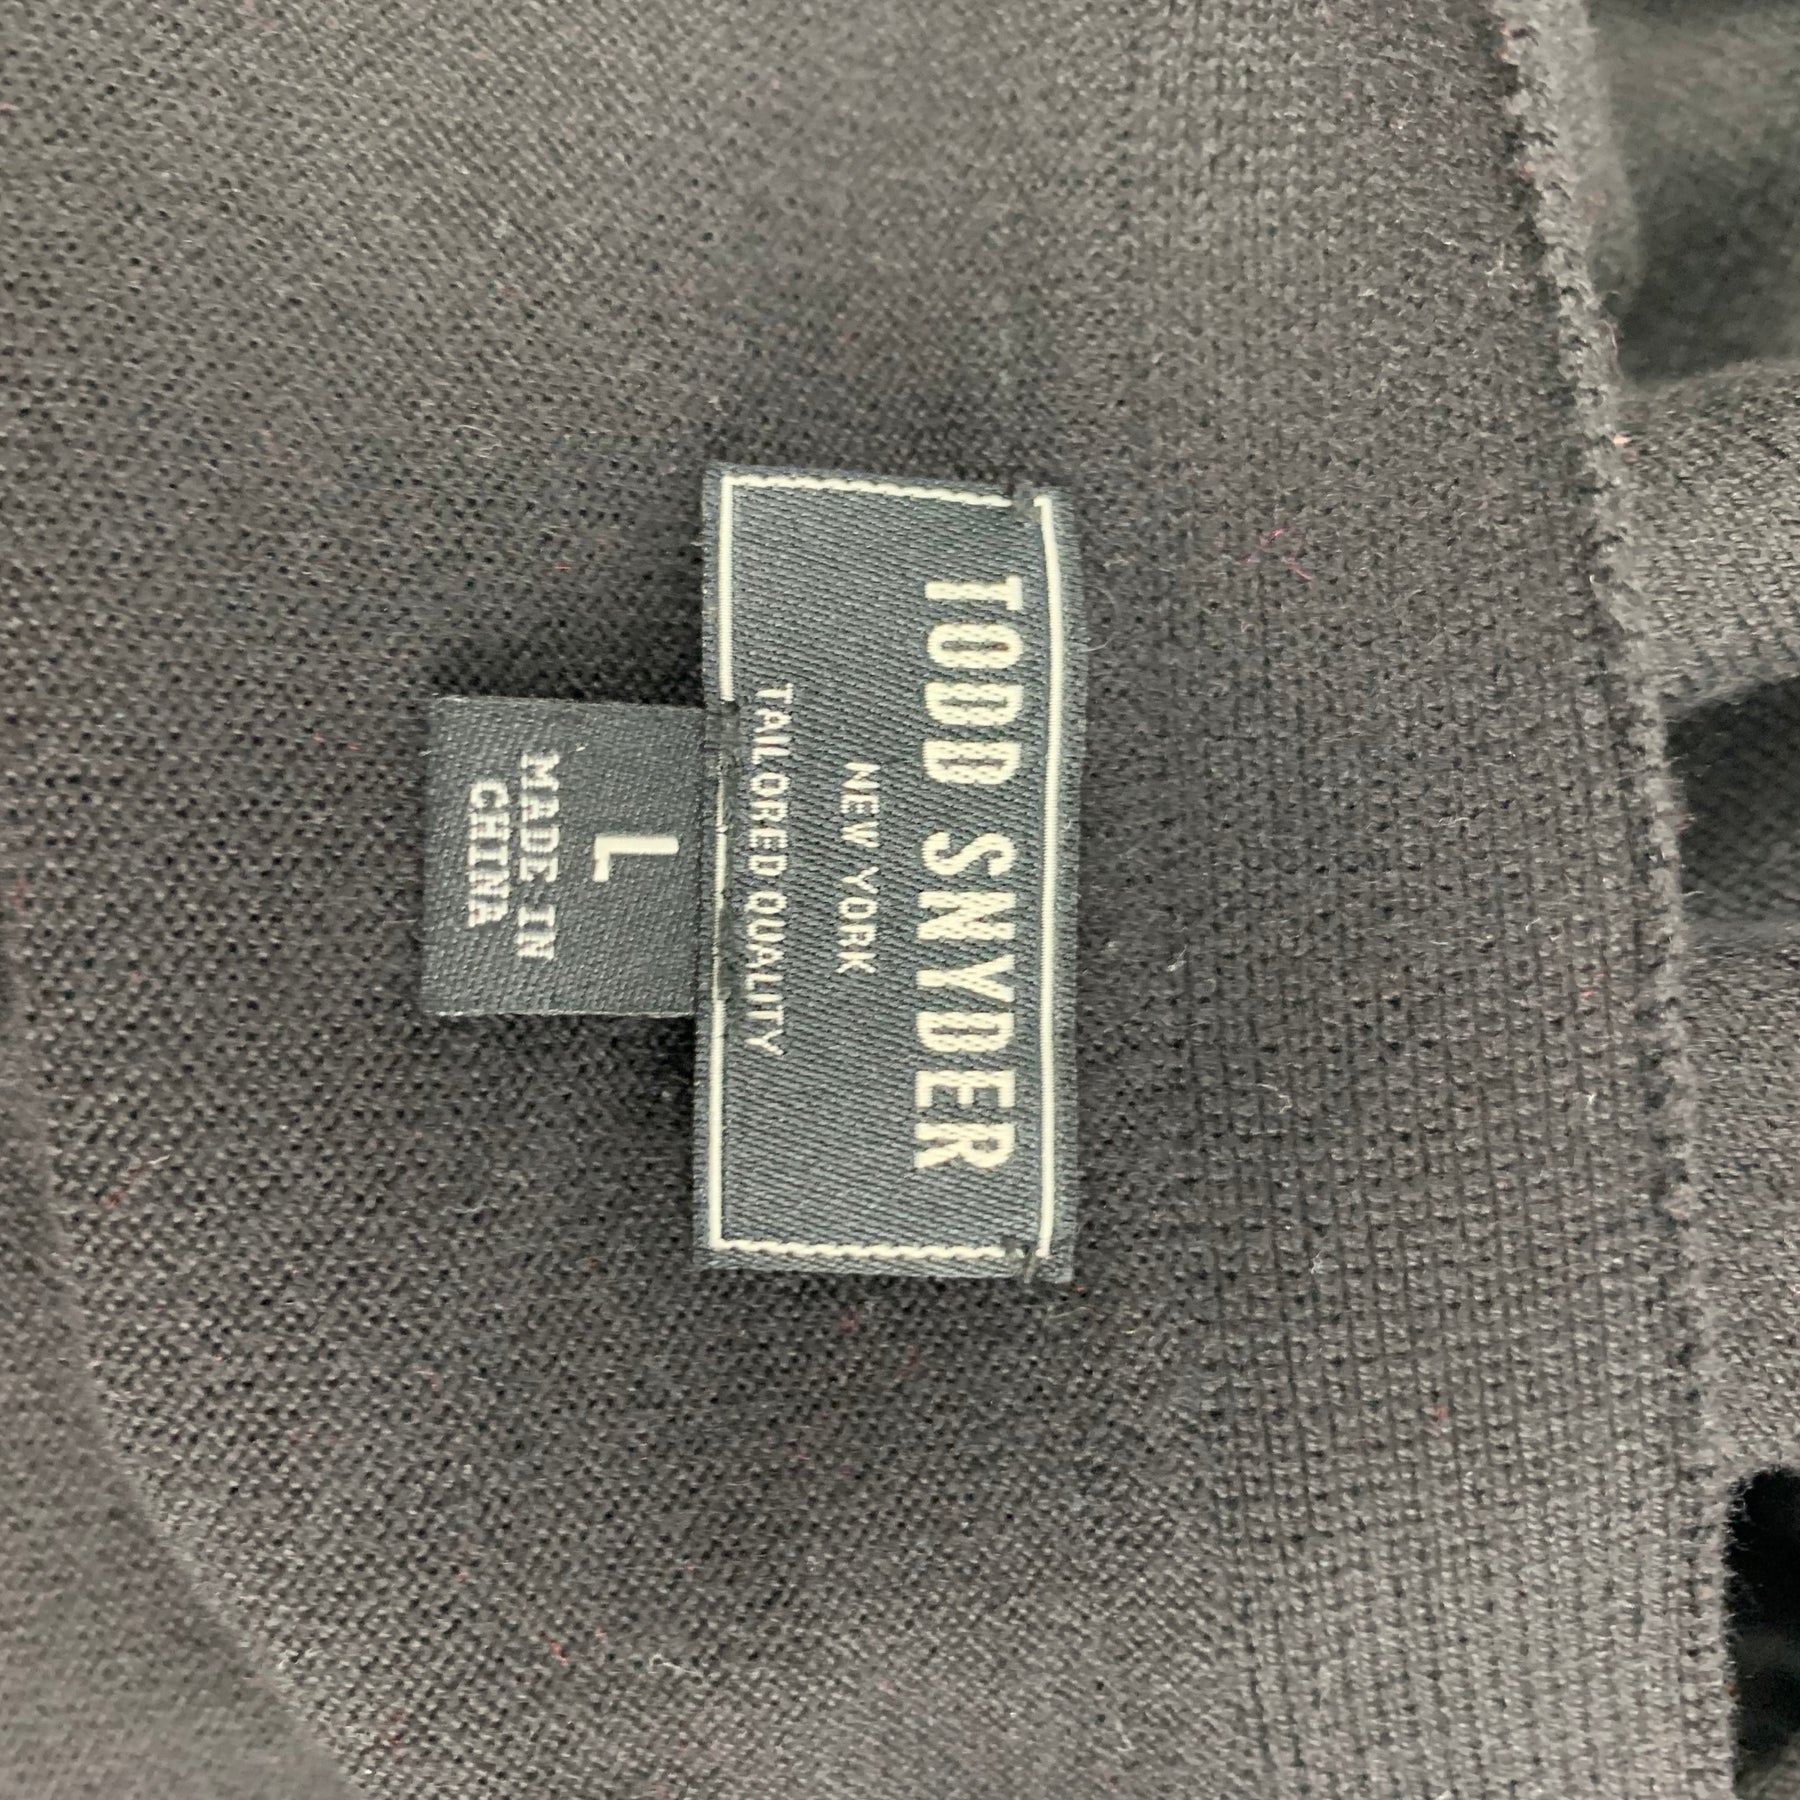 TODD SNYDER
NEW YORK
TAILORED QUALITY
L
MADE IN
CHINA